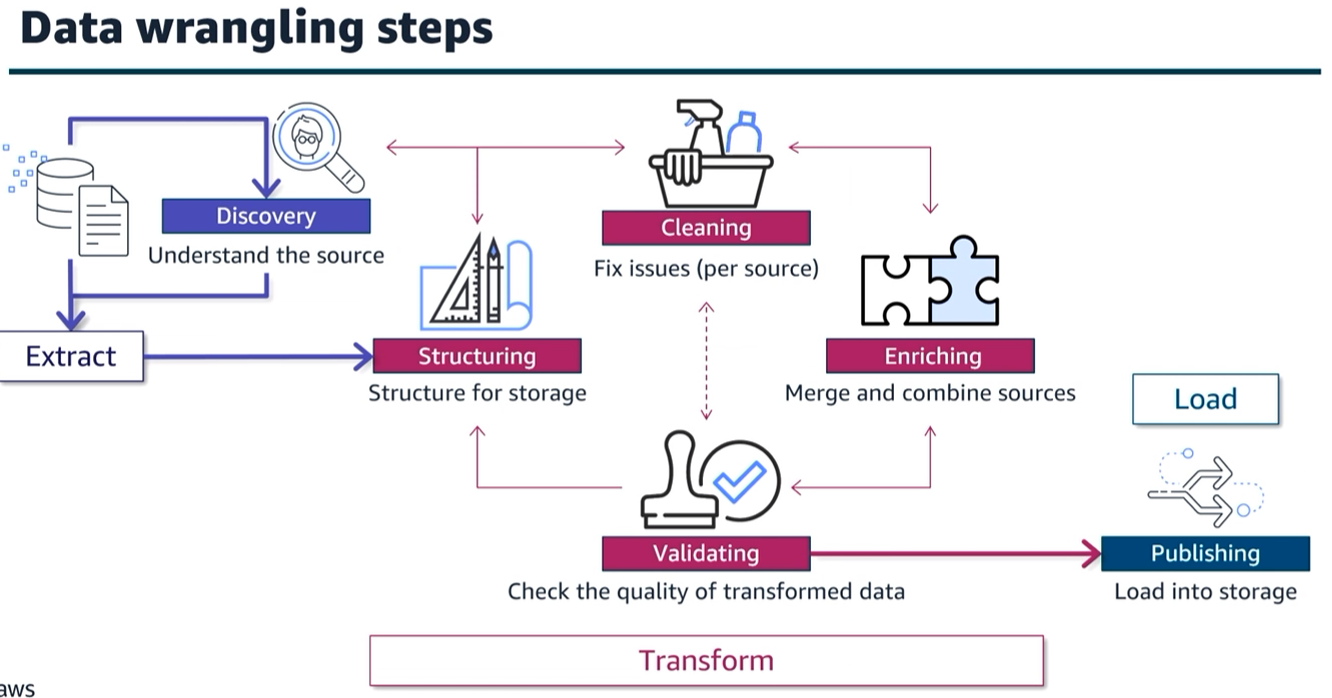 Data wrangling steps
Discovery
Understand the source
Extract
Structuring
Structure for storage
Cleaning
Fix issues (per source)
Enriching
Merge and combine sources
Validating
Check the quality of transformed data
Load
Publishing
Load into storage
Transform
aws